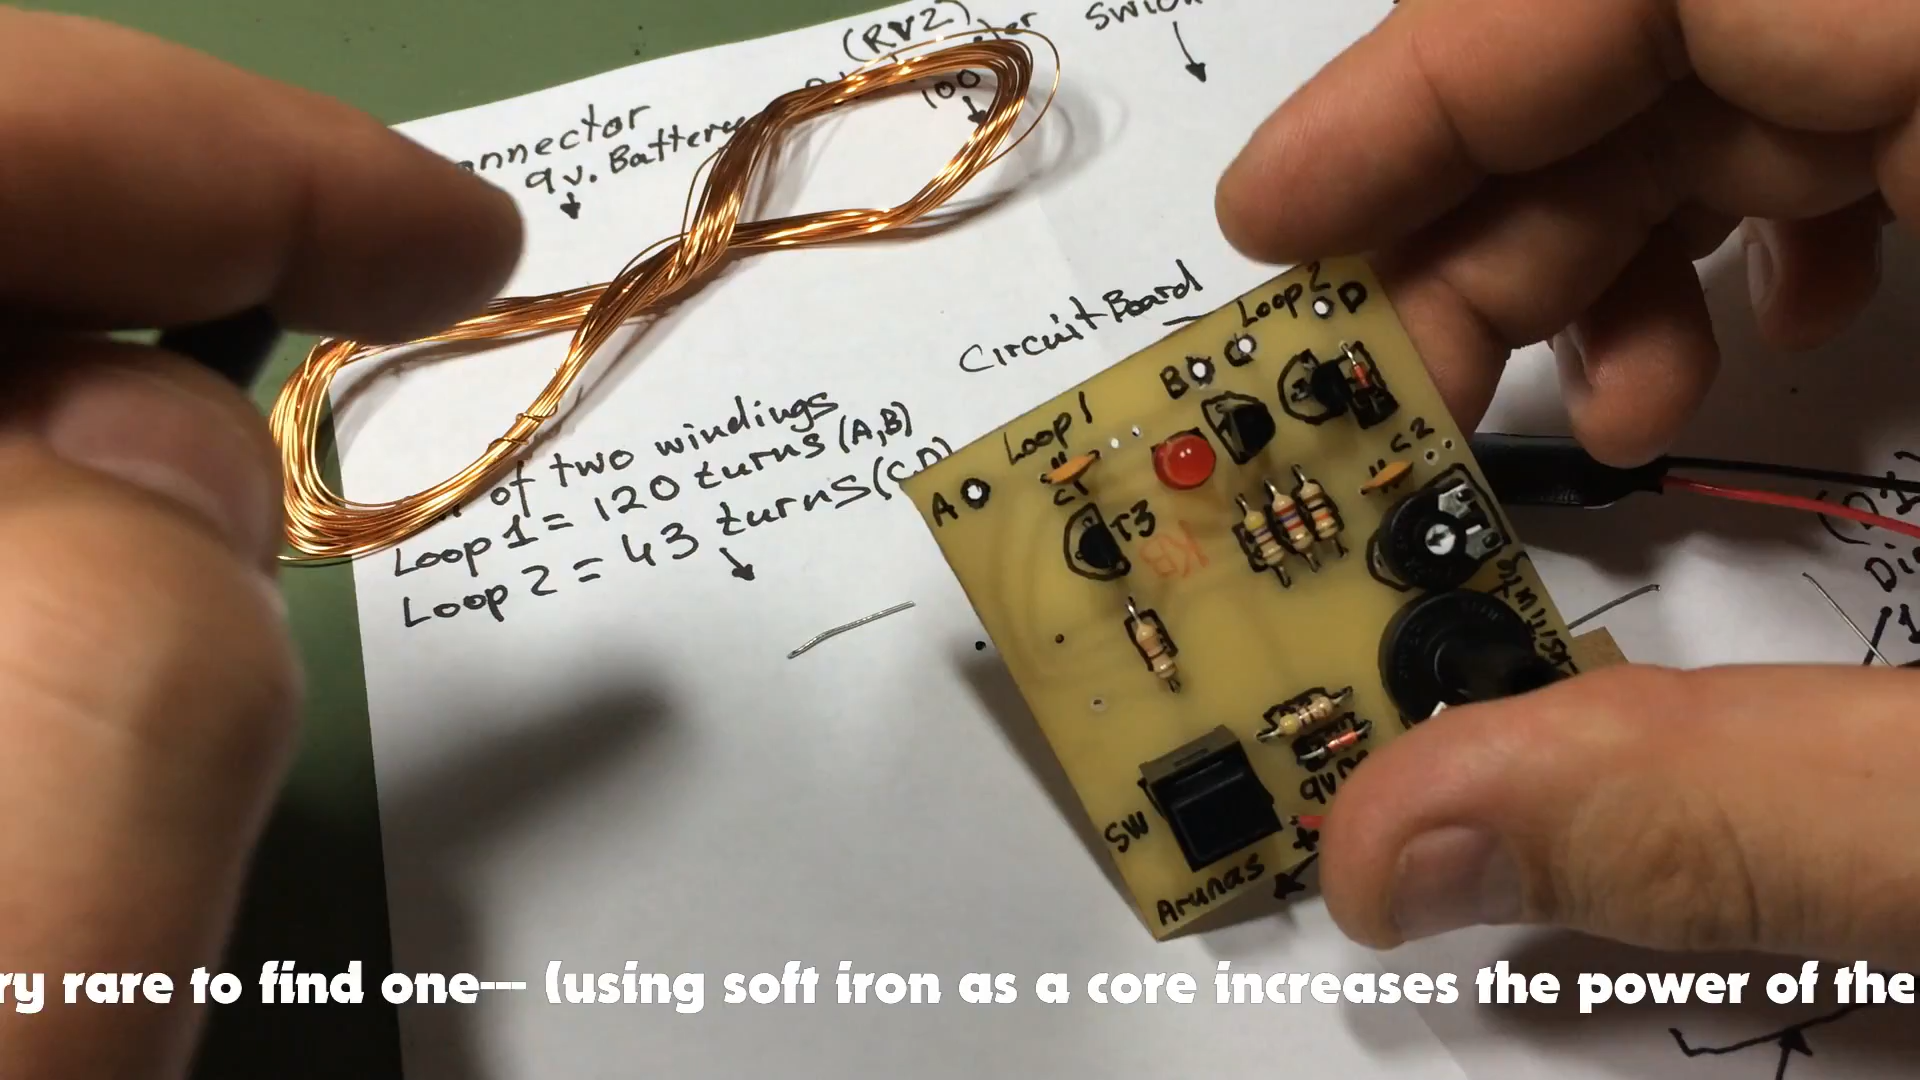 (RV2)
100
9v. Battery
Circuit Board
of two windings
Loop 1 = 120 turns (A,B)
Loop 2 = 43 turns (C,D)
Loop 2
D
B
C
Loop 1
A
C1
T3
C2
KB
SW
9v
+
Arunas
rare to find one--- (using soft iron as a core increases the power of the